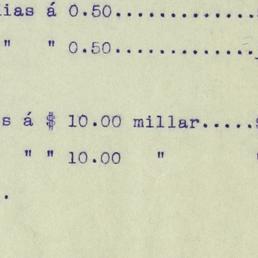 ias á 0.50..............
" " 0.50..............
s á $ 10.00 millar.....$
" " 10.00 "
.